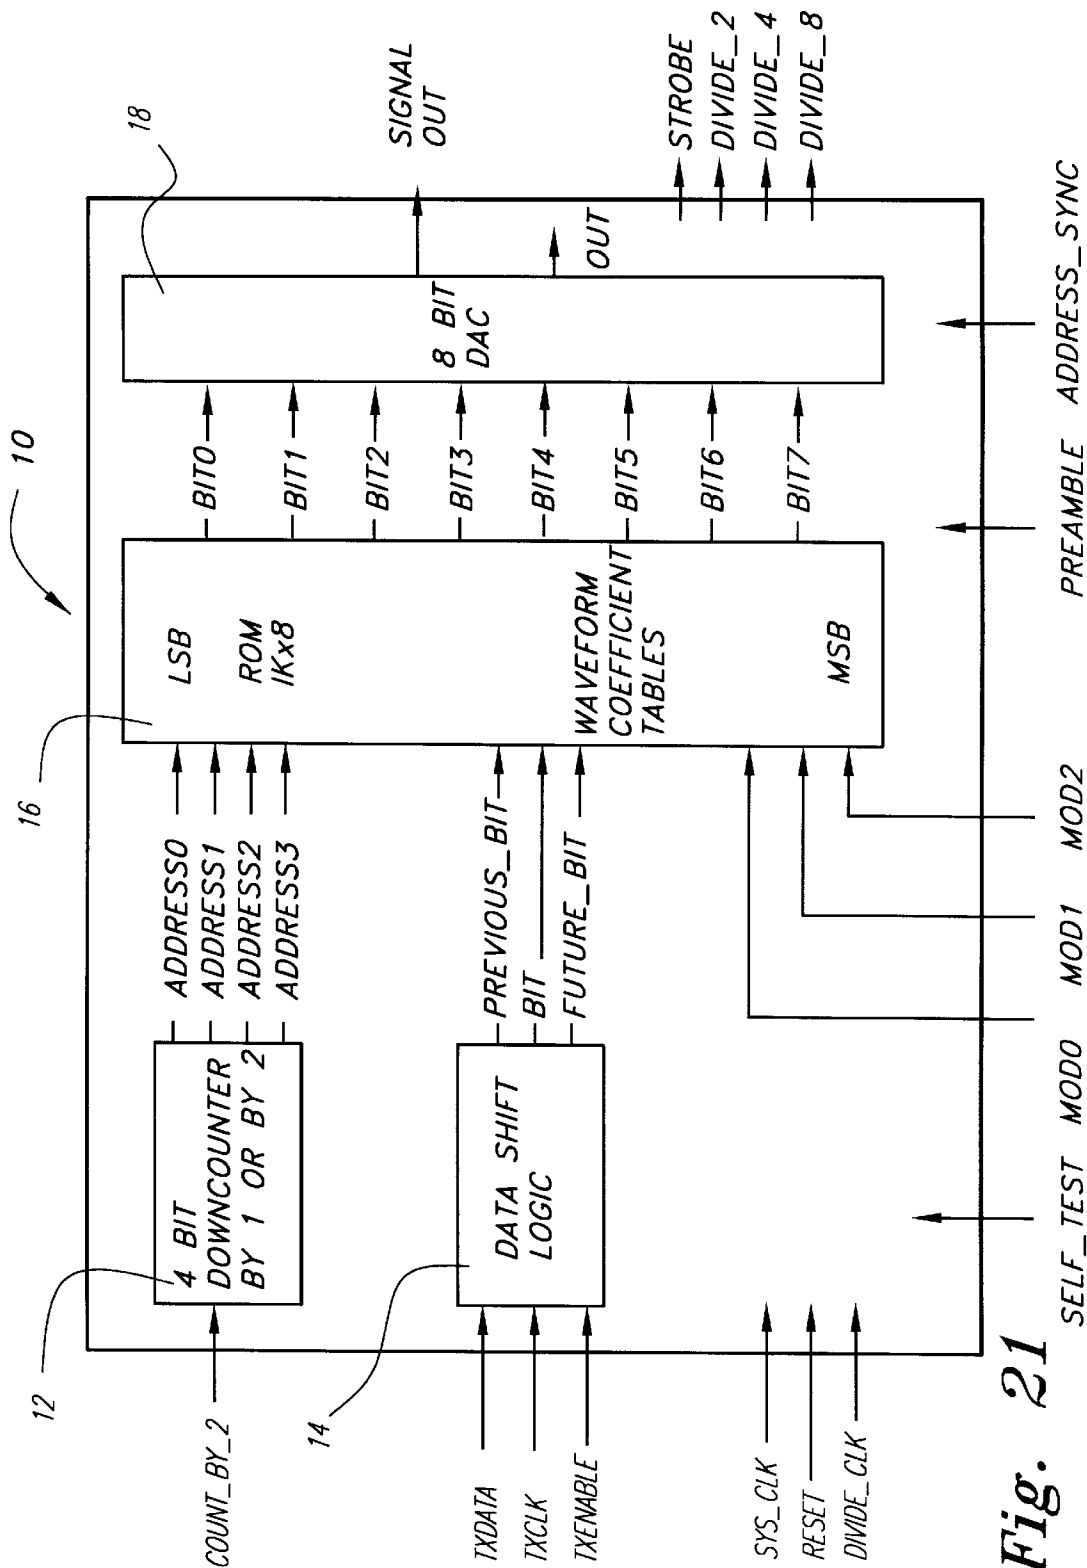 10
12
4 BIT
DOWNCOUNTER
BY 1 OR BY 2
COUNT_BY_2
ADDRESS0
ADDRESS1
ADDRESS2
ADDRESS3
14
DATA SHIFT
LOGIC
TXDATA
TXCLK
TXENABLE
PREVIOUS_BIT
BIT
FUTURE_BIT
16
LSB
ROM
1Kx8
WAVEFORM
COEFFICIENT
TABLES
MSB
BIT0
BIT1
BIT2
BIT3
BIT4
BIT5
BIT6
BIT7
18
8 BIT
DAC
SIGNAL
OUT
OUT
STROBE
DIVIDE_2
DIVIDE_4
DIVIDE_8
SYS_CLK
RESET
DIVIDE_CLK
SELF_TEST
MOD0
MOD1
MOD2
PREAMBLE
ADDRESS_SYNC
Fig. 21